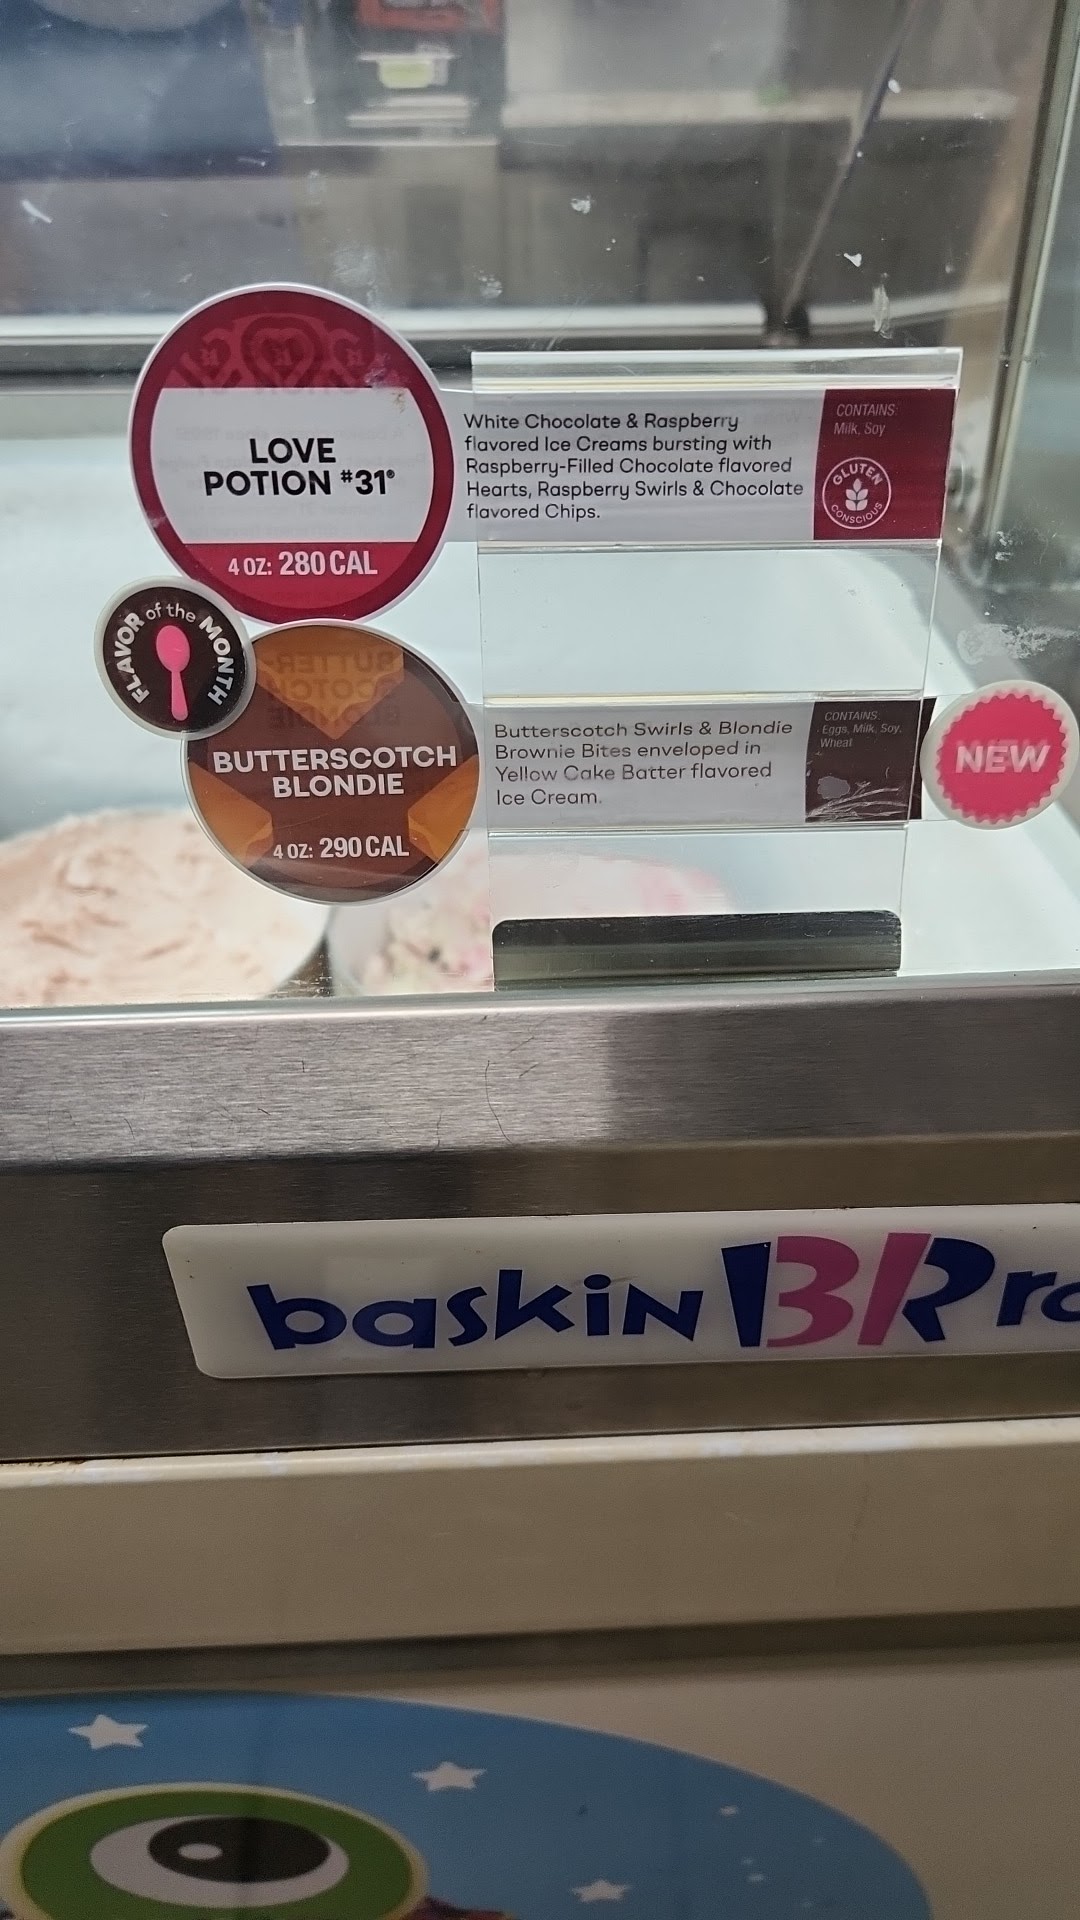 LOVE
POTION #31®
4 OZ: 280 CAL
White Chocolate & Raspberry
flavored Ice Creams bursting with
Raspberry-Filled Chocolate flavored
Hearts, Raspberry Swirls & Chocolate
flavored Chips.
CONTAINS:
Milk, Soy
GLUTEN
CONSCIOUS
FLAVOR of the MONTH
BUTTERSCOTCH
BLONDIE
4 OZ: 290 CAL
Butterscotch Swirls & Blondie
Brownie Bites enveloped in
Yellow Cake Batter flavored
Ice Cream.
CONTAINS:
Eggs, Milk, Soy,
Wheat
NEW
baskin BR ro